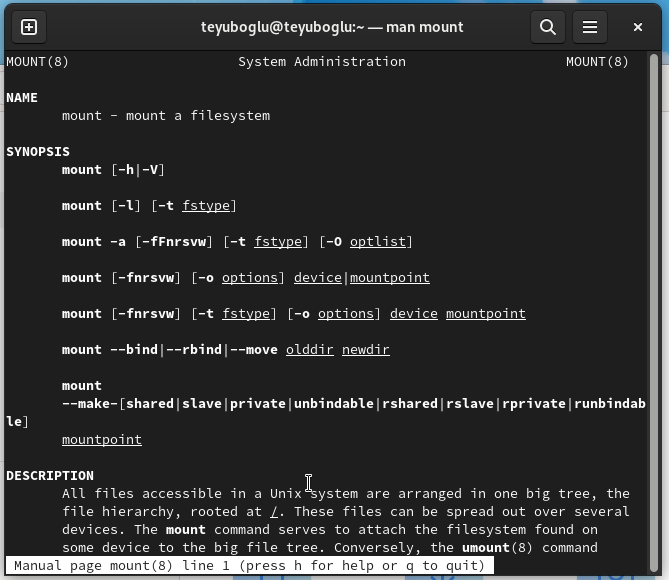 teyuboglu@teyuboglu:~ — man mount
MOUNT(8) System Administration MOUNT(8)
NAME
mount - mount a filesystem
SYNOPSIS
mount [-h|-V]
mount [-l] [-t fstype]
mount -a [-fFnrsvw] [-t fstype] [-O optlist]
mount [-fnrsvw] [-o options] device|mountpoint
mount [-fnrsvw] [-t fstype] [-o options] device mountpoint
mount --bind|--rbind|--move olddir newdir
mount
--make-[shared|slave|private|unbindable|rshared|rslave|rprivate|runbindab
le]
mountpoint
DESCRIPTION
All files accessible in a Unix system are arranged in one big tree, the
file hierarchy, rooted at /. These files can be spread out over several
devices. The mount command serves to attach the filesystem found on
some device to the big file tree. Conversely, the umount(8) command
Manual page mount(8) line 1 (press h for help or q to quit)